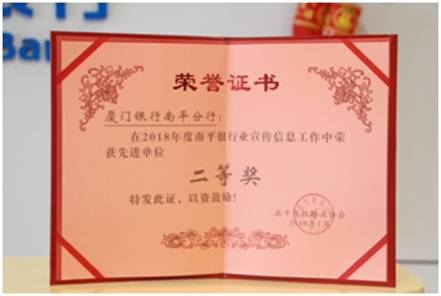 Ban
荣誉证书
厦门银行南平分行：
在2018年度南平银行业宣传信息工作中荣
获先进单位
二等奖
特发此证，以资鼓励！